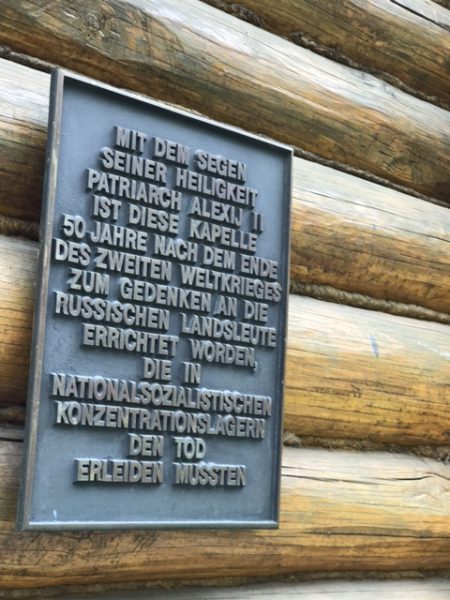 MIT DEM SEGEN
SEINER HEILIGKEIT
PATRIARCH ALEXIJ II
IST DIESE KAPELLE
50 JAHRE NACH DEM ENDE
DES ZWEITEN WELTKRIEGES
ZUM GEDENKEN AN DIE
RUSSISCHEN LANDSLEUTE
ERRICHTET WORDEN,
DIE IN
NATIONALSOZIALISTISCHEN
KONZENTRATIONSLAGERN
DEN TOD
ERLEIDEN MUSSTEN